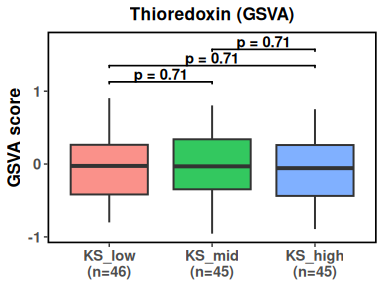 Thioredoxin (GSVA)
p = 0.71
p = 0.71
p = 0.71
GSVA score
1
0
-1
KS_low KS_mid KS_high
(n=46) (n=45) (n=45)